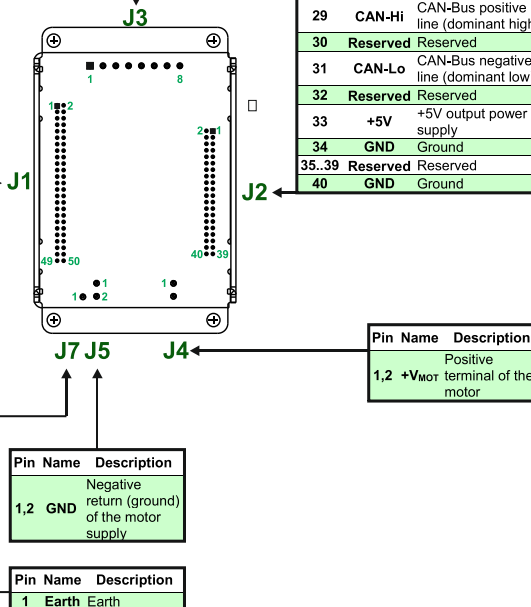 J3
29 CAN-Hi CAN-Bus positive
line (dominant high
30 Reserved Reserved
31 CAN-Lo CAN-Bus negative
line (dominant low
32 Reserved Reserved
33 +5V +5V output power
supply
34 GND Ground
35..39 Reserved Reserved
40 GND Ground
1 8
1 2
2 1
J1
J2
49 50
40 39
1
1 2
1
J7 J5 J4
Pin Name Description
1,2 +VMOT Positive
terminal of the
motor
Pin Name Description
1,2 GND Negative
return (ground)
of the motor
supply
Pin Name Description
1 Earth Earth